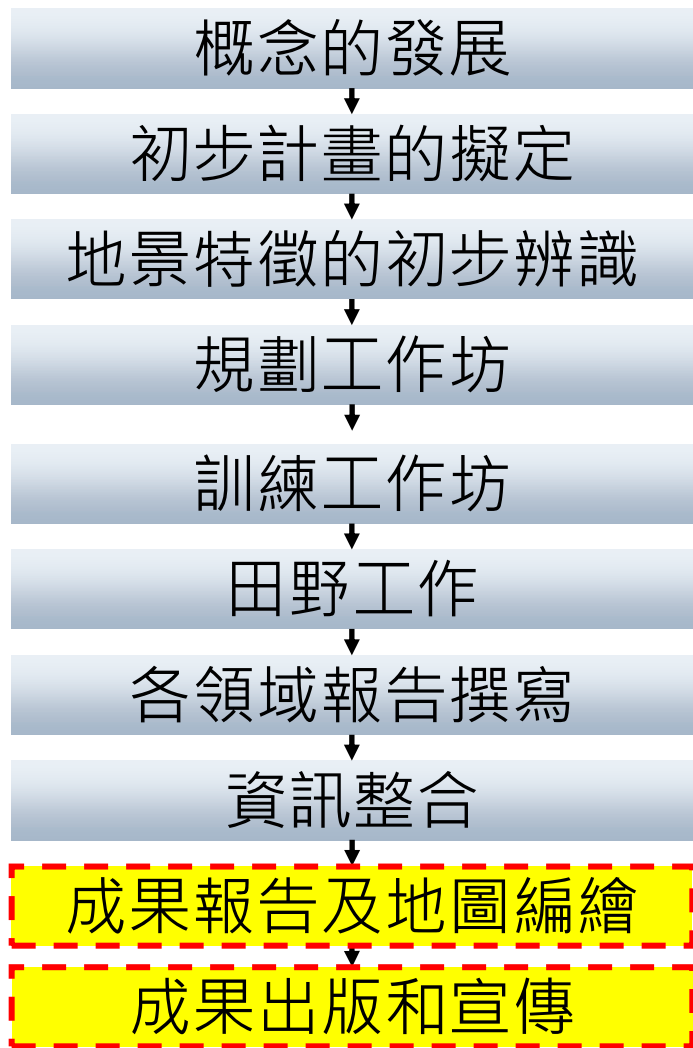 概念的發展
初步計畫的擬定
地景特徵的初步辨識
規劃工作坊
訓練工作坊
田野工作
各領域報告撰寫
資訊整合
成果報告及地圖編繪
成果出版和宣傳